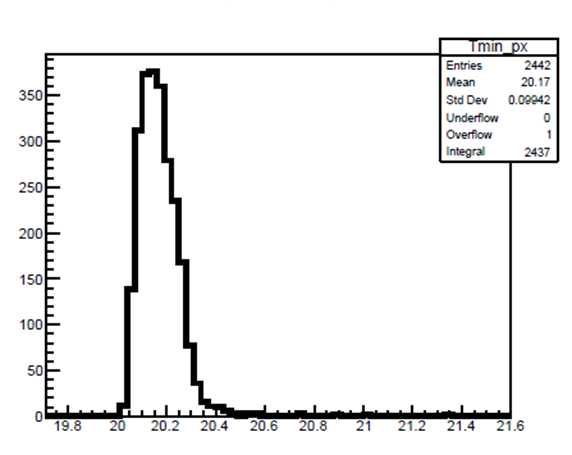 Tmin_px
Entries 2442
Mean 20.17
Std Dev 0.09942
Underflow 0
Overflow 1
Integral 2437
350
300
250
200
150
100
50
0
19.8 20 20.2 20.4 20.6 20.8 21 21.2 21.4 21.6